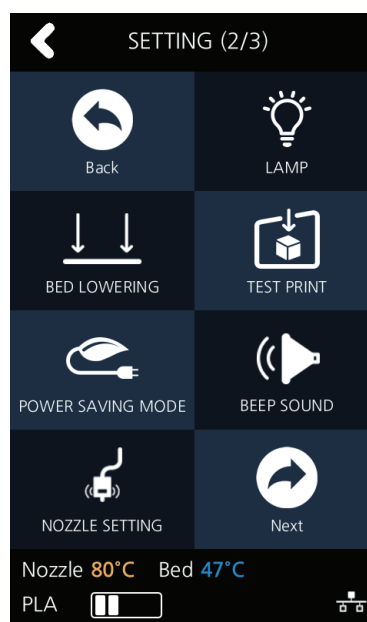 SETTING (2/3)
Back
LAMP
BED LOWERING
TEST PRINT
POWER SAVING MODE
BEEP SOUND
NOZZLE SETTING
Next
Nozzle 80°C Bed 47°C
PLA